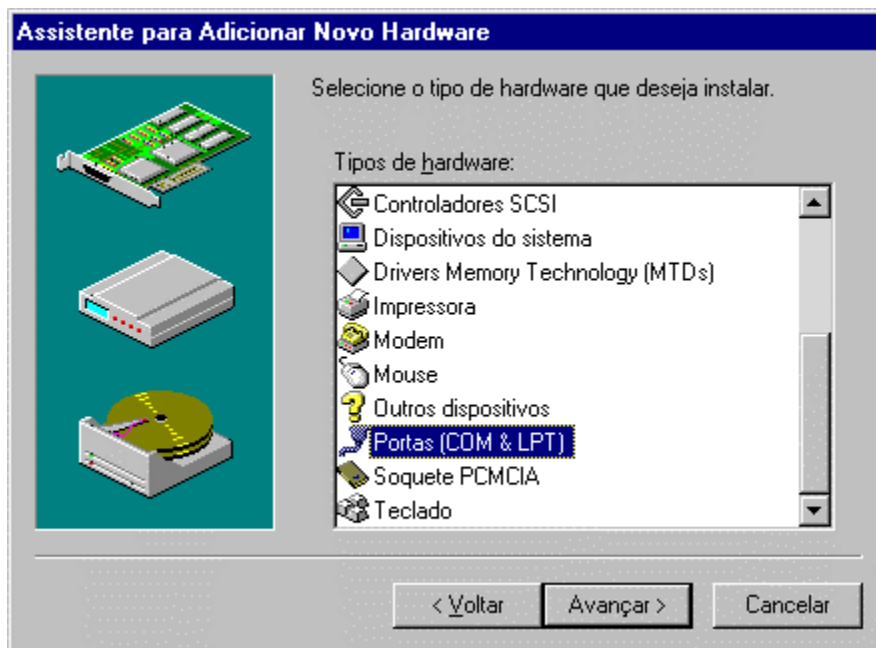 Assistente para Adicionar Novo Hardware
Selecione o tipo de hardware que deseja instalar.
Tipos de hardware:
Controladores SCSI
Dispositivos do sistema
Drivers Memory Technology (MTDs)
Impressora
Modem
Mouse
Outros dispositivos
Portas (COM & LPT)
Soquete PCMCIA
Teclado
< Voltar Avançar > Cancelar